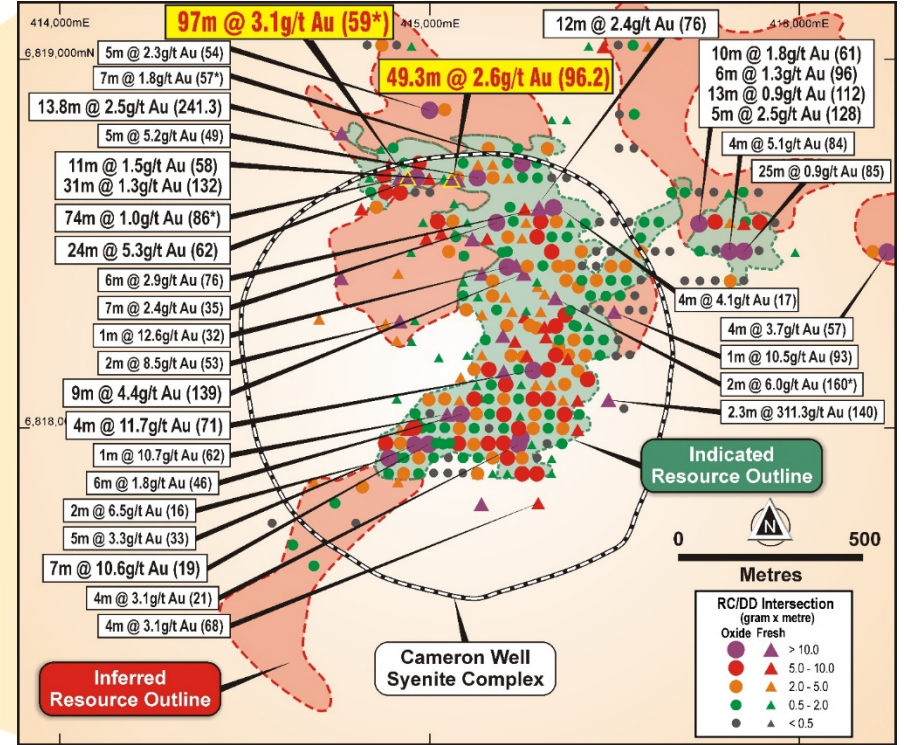 414,000mE
415,000mE
416,000mE
6,819,000mN
97m @ 3.1g/t Au (59*)
12m @ 2.4g/t Au (76)
5m @ 2.3g/t Au (54)
7m @ 1.8g/t Au (57*)
49.3m @ 2.6g/t Au (96.2)
13.8m @ 2.5g/t Au (241.3)
5m @ 5.2g/t Au (49)
11m @ 1.5g/t Au (58)
31m @ 1.3g/t Au (132)
74m @ 1.0g/t Au (86*)
24m @ 5.3g/t Au (62)
6m @ 2.9g/t Au (76)
7m @ 2.4g/t Au (35)
1m @ 12.6g/t Au (32)
2m @ 8.5g/t Au (53)
9m @ 4.4g/t Au (139)
4m @ 11.7g/t Au (71)
6,818,00
1m @ 10.7g/t Au (62)
6m @ 1.8g/t Au (46)
2m @ 6.5g/t Au (16)
5m @ 3.3g/t Au (33)
7m @ 10.6g/t Au (19)
4m @ 3.1g/t Au (21)
4m @ 3.1g/t Au (68)
10m @ 1.8g/t Au (61)
6m @ 1.3g/t Au (96)
13m @ 0.9g/t Au (112)
5m @ 2.5g/t Au (128)
4m @ 5.1g/t Au (84)
25m @ 0.9g/t Au (85)
4m @ 4.1g/t Au (17)
4m @ 3.7g/t Au (57)
1m @ 10.5g/t Au (93)
2m @ 6.0g/t Au (160*)
2.3m @ 311.3g/t Au (140)
Indicated
Resource Outline
N
0 500
Metres
Inferred
Resource Outline
Cameron Well
Syenite Complex
RC/DD Intersection
(gram x metre)
Oxide Fresh
> 10.0
5.0 - 10.0
2.0 - 5.0
0.5 - 2.0
< 0.5